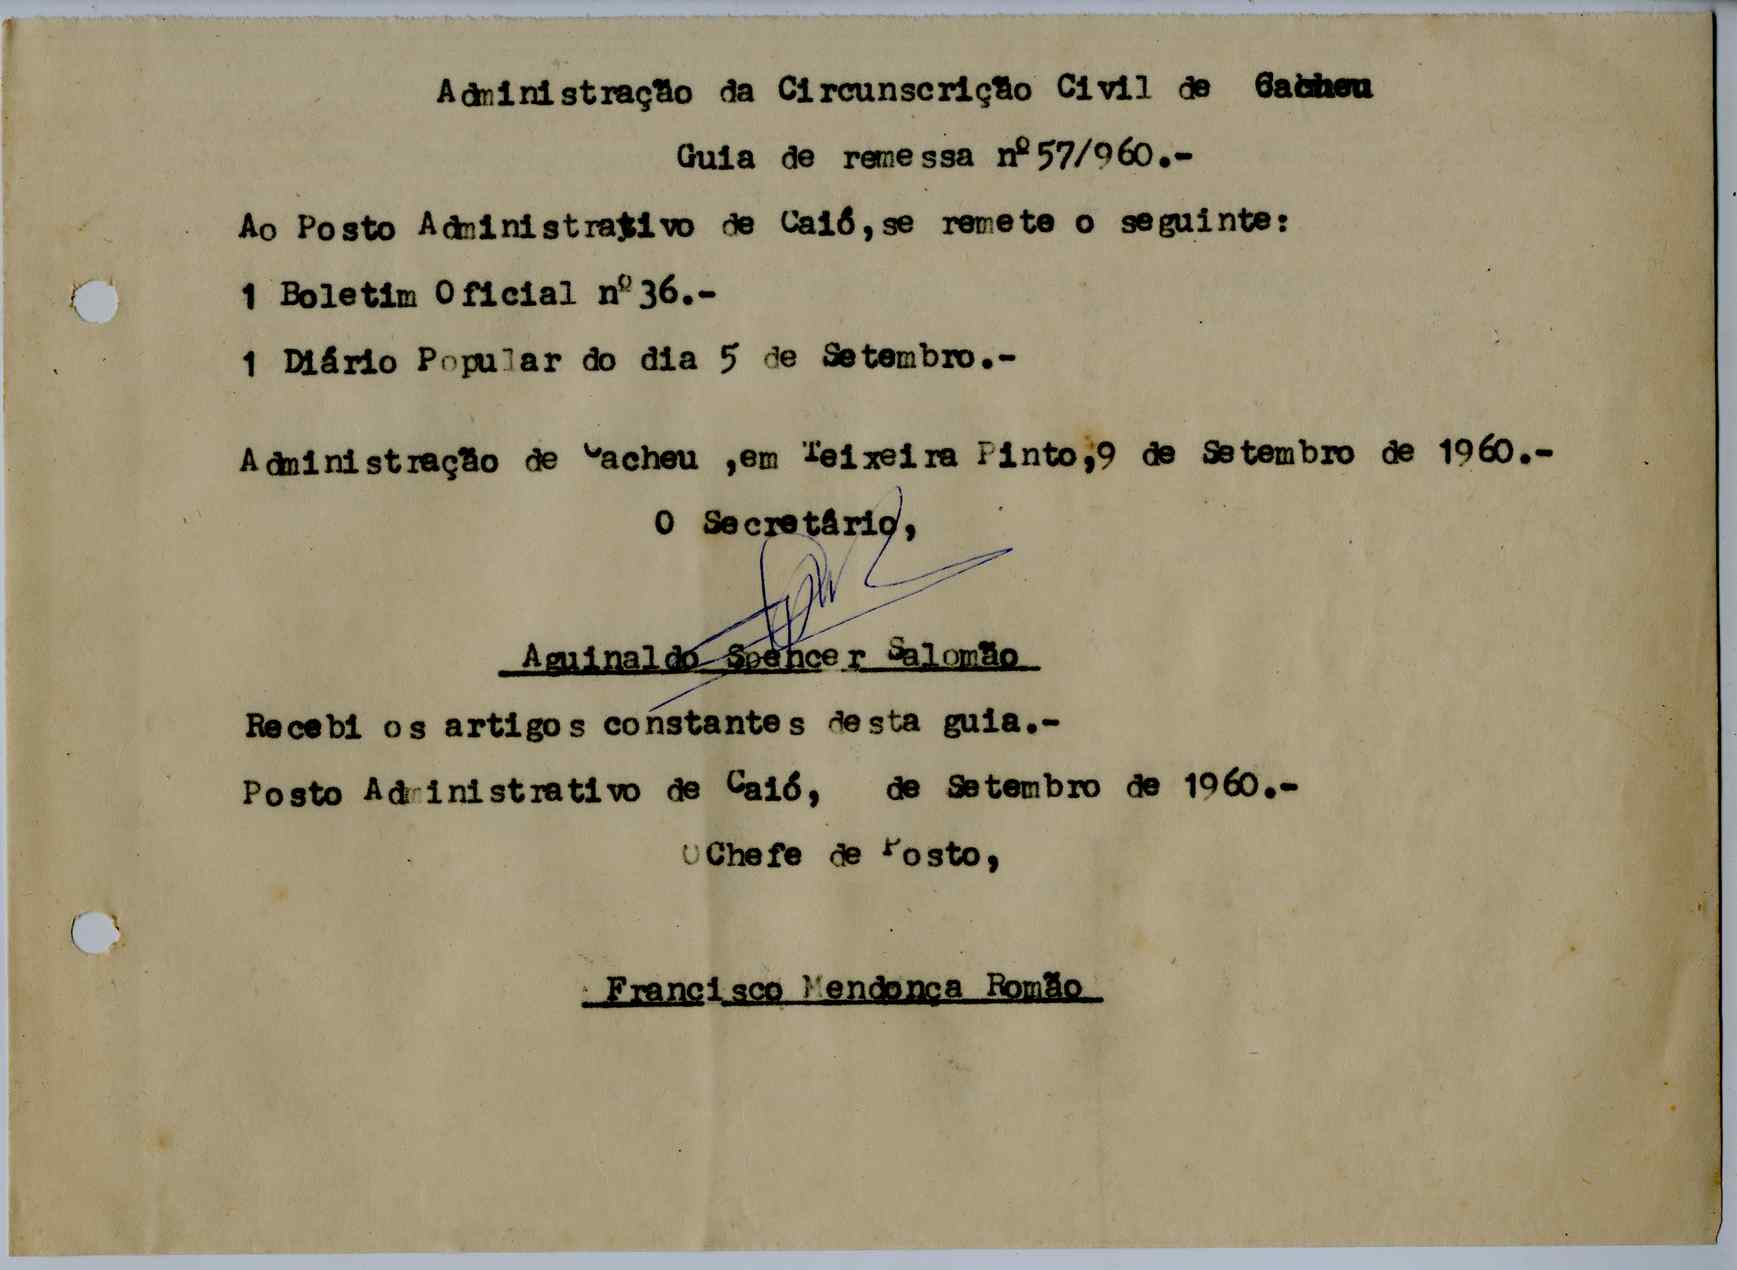 Administração da Circunscrição Civil de Cacheu
Guia de remessa nº57/960.-
Ao Posto Administrativo de Caió,se remete o seguinte:
1 Boletim Oficial nº36.-
1 Diário Popular do dia 5 de Setembro.-
Administração de Cacheu ,em Teixeira Pinto,9 de Setembro de 1960.-
O Secretário,
Aguinaldo Spencer Salomão
Recebi os artigos constantes desta guia.-
Posto Administrativo de Caió, de Setembro de 1960.-
O Chefe de Posto,
Francisco Mendonça Romão